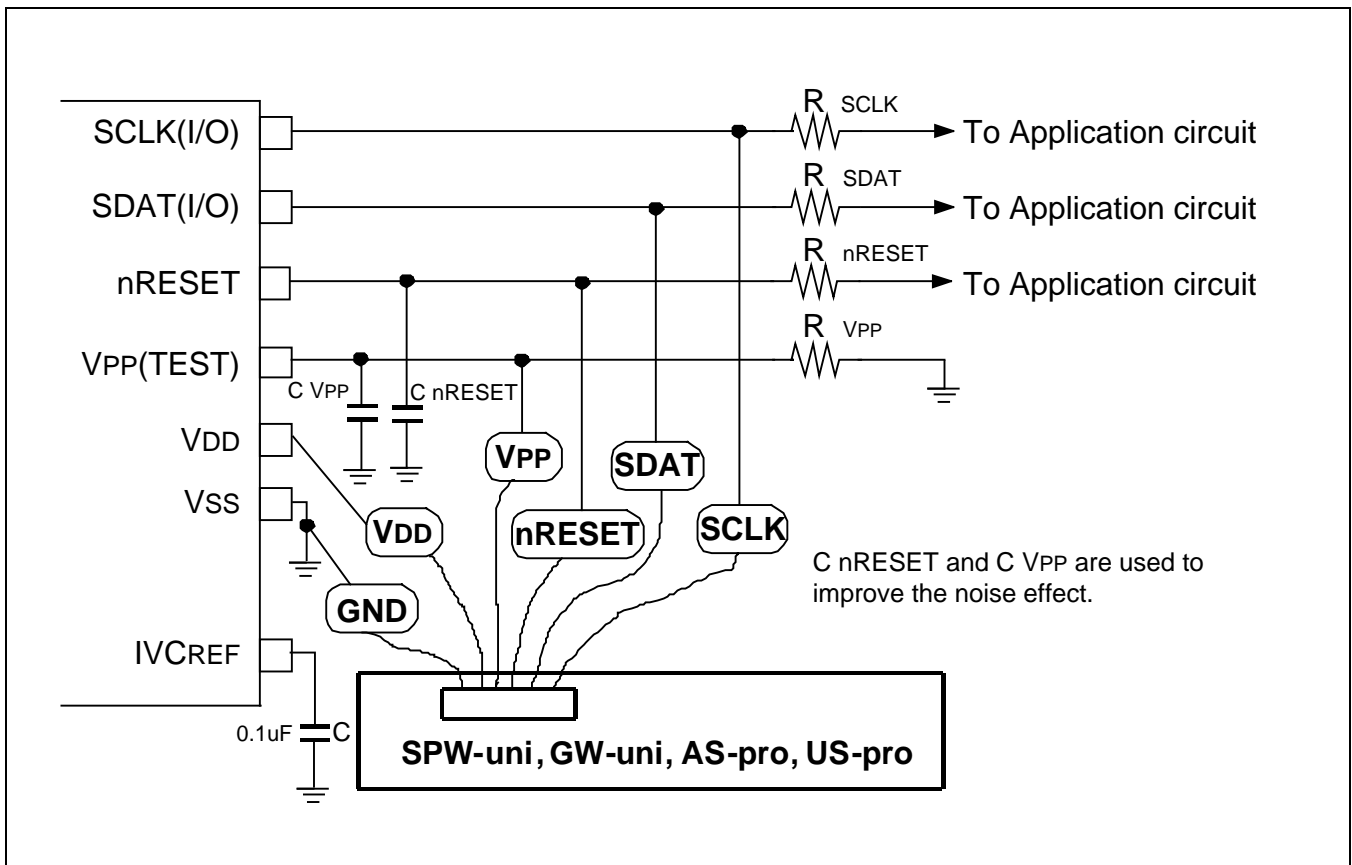 SCLK(I/O)
R SCLK
To Application circuit
SDAT(I/O)
R SDAT
To Application circuit
nRESET
R nRESET
To Application circuit
VPP(TEST)
R VPP
C VPP
C nRESET
VDD
VSS
VPP
SDAT
VDD
nRESET
SCLK
GND
C nRESET and C VPP are used to
improve the noise effect.
IVCREF
0.1uF
C
SPW-uni, GW-uni, AS-pro, US-pro